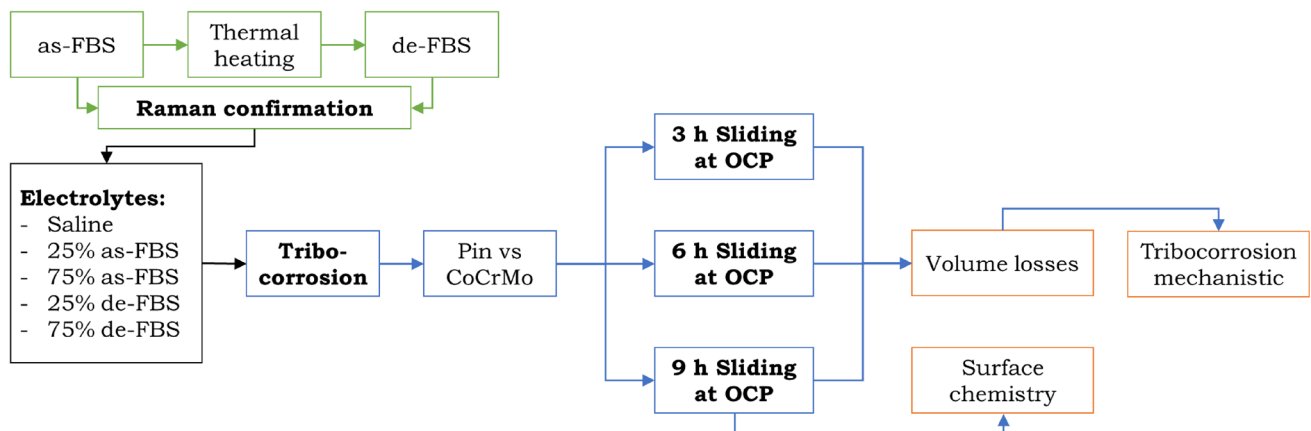 as-FBS
Thermal
heating
de-FBS
Raman confirmation
Electrolytes:
- Saline
- 25% as-FBS
- 75% as-FBS
- 25% de-FBS
- 75% de-FBS
Tribo-
corrosion
Pin vs
CoCrMo
3 h Sliding
at OCP
6 h Sliding
at OCP
9 h Sliding
at OCP
Volume losses
Tribocorrosion
mechanistic
Surface
chemistry